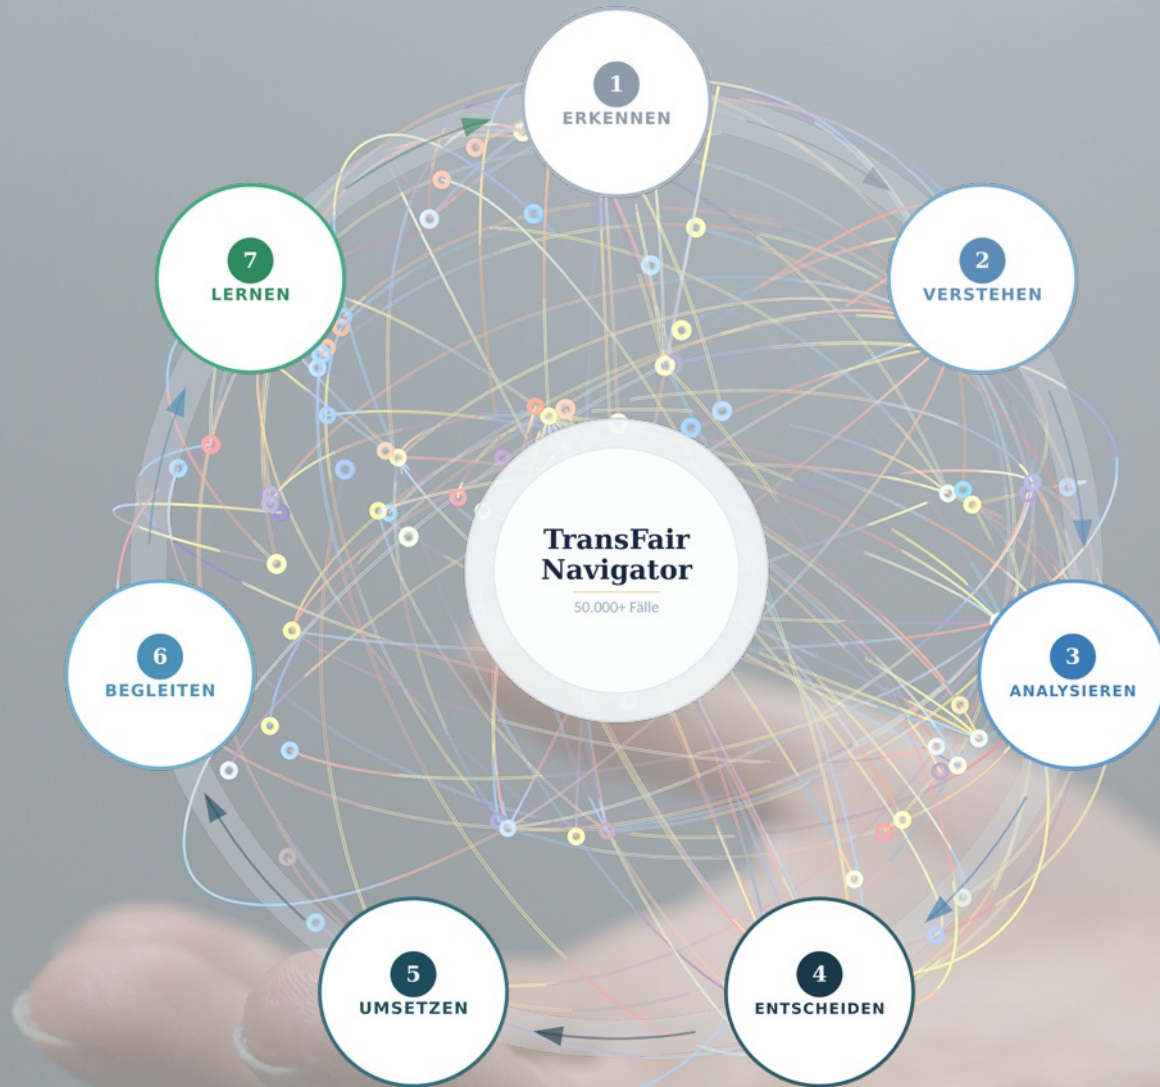 1
ERKENNEN
2
VERSTEHEN
3
ANALYSIEREN
4
ENTSCHEIDEN
5
UMSETZEN
6
BEGLEITEN
7
LERNEN
TransFair
Navigator
50.000+ Fälle